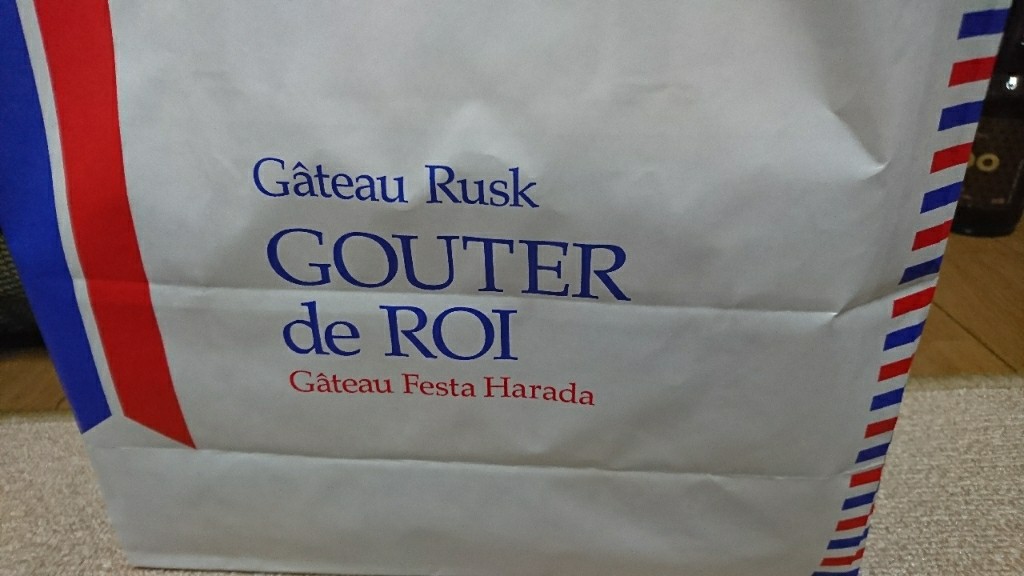 Gâteau Rusk
GOUTER
de ROI
Gâteau Festa Harada